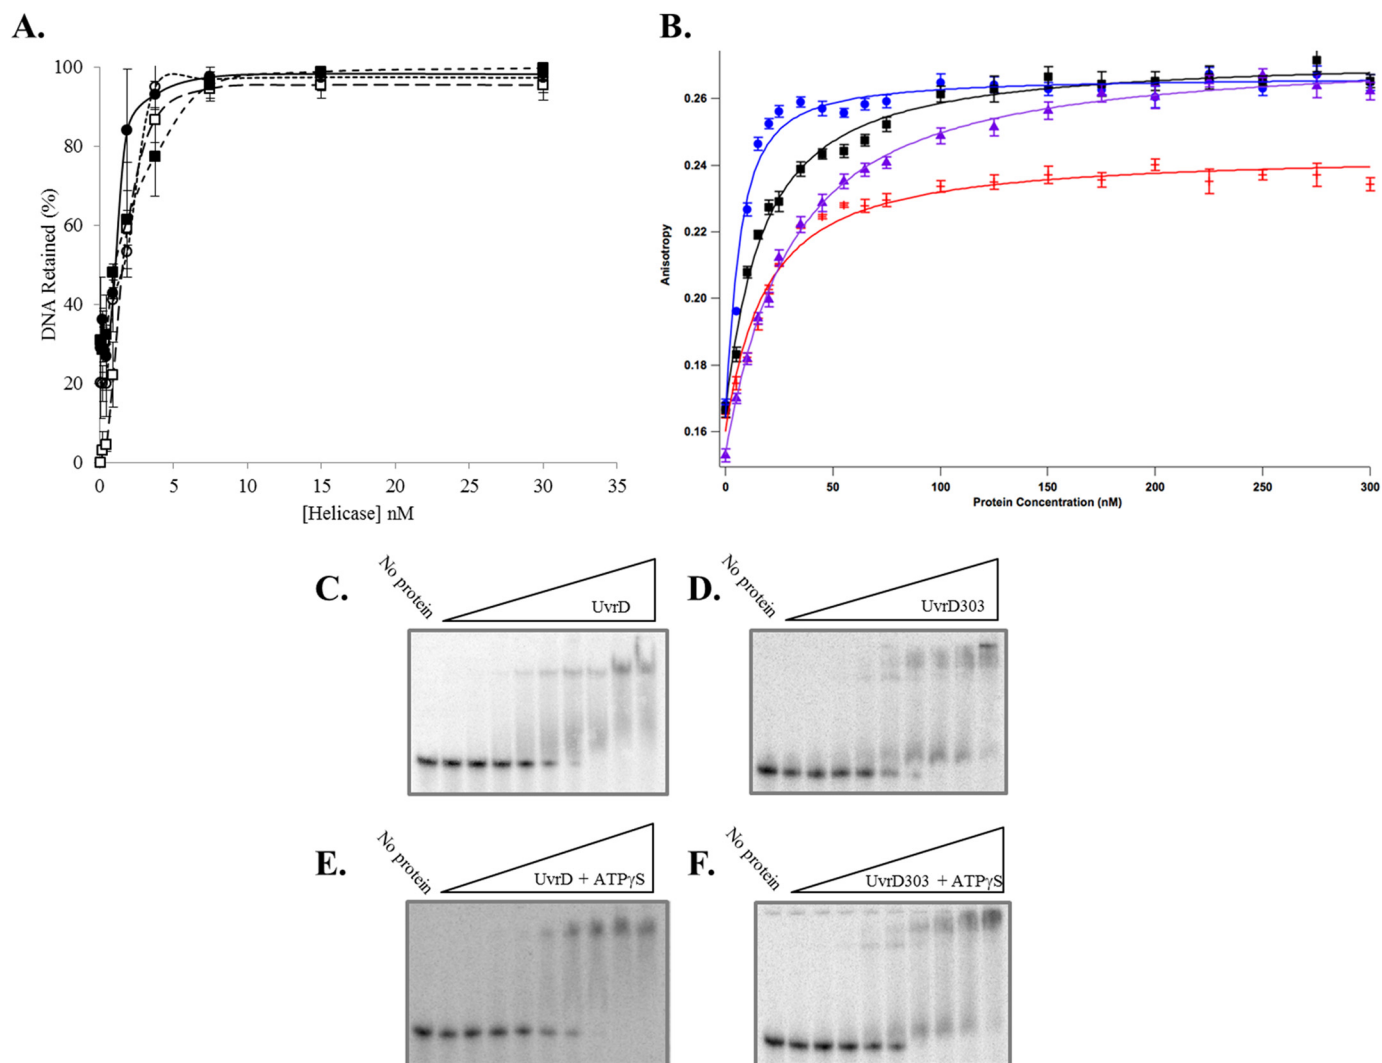 A.
100
80
60
40
20
0
DNA Retained (%)
0 5 10 15 20 25 30 35
[Helicase] nM
B.
0.26
0.24
0.22
0.20
0.18
0.16
Anisotropy
0 50 100 150 200 250 300
Protein Concentration (nM)
C.
No protein
UvrD
D.
No protein
UvrD303
E.
No protein
UvrD + ATPγS
F.
No protein
UvrD303 + ATPγS